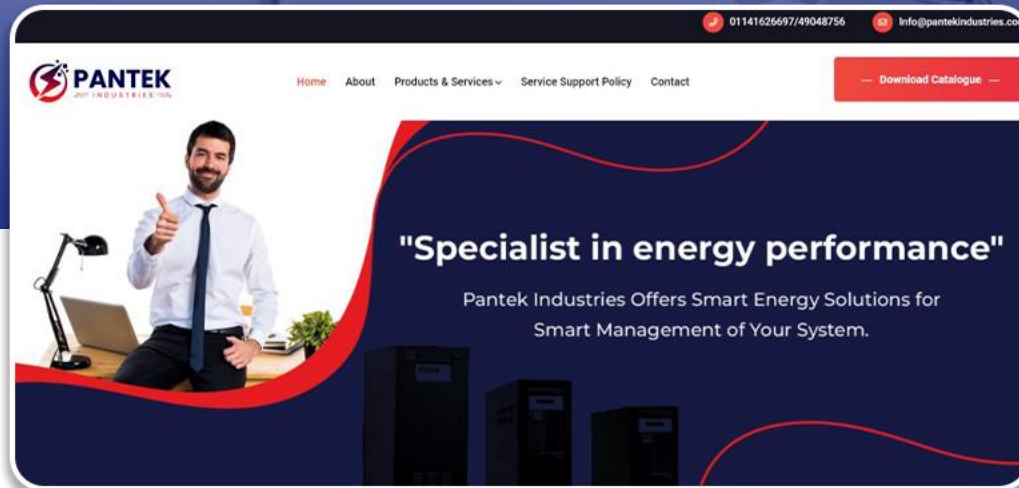 01141626697/49048756 Info@pantekindustries.co
PANTEK
INDUSTRIES
Home About Products & Services Service Support Policy Contact
— Download Catalogue —
"Specialist in energy performance"
Pantek Industries Offers Smart Energy Solutions for
Smart Management of Your System.